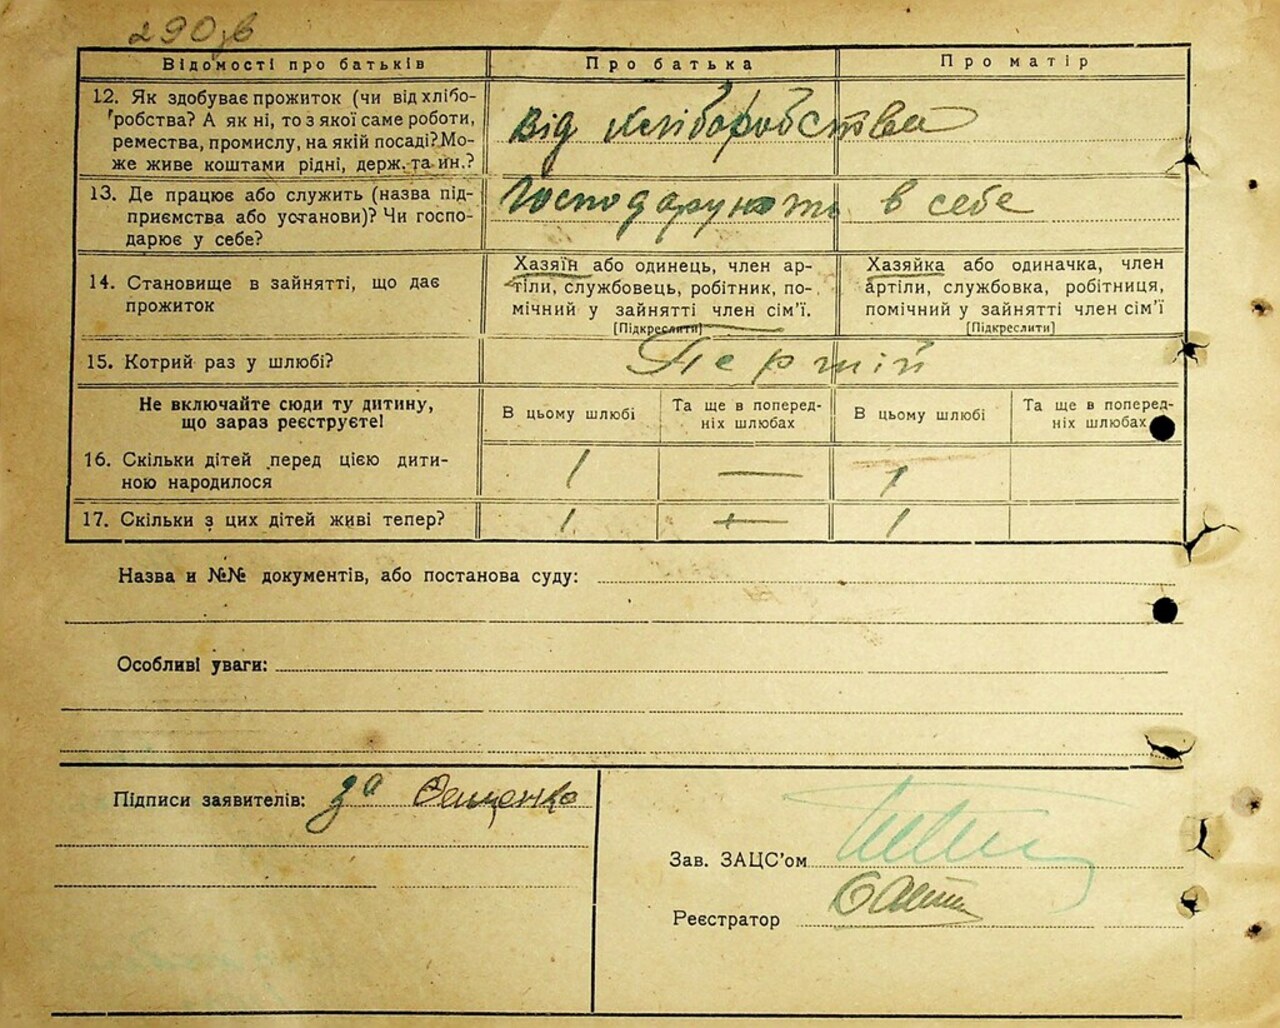 290зв
Відомості про батьків
Про батька
Про матір
12. Як здобуває прожиток (чи від хлібо-
робства? А як ні, то з якої саме роботи,
ремества, промислу, на якій посаді? Мо-
же живе коштами рідні, держ. та ин.?
від хліборобства
13. Де працює або служить (назва під-
приємства або установи)? Чи госпо-
дарює у себе?
Господарують в себе
14. Становище в зайнятті, що дає
прожиток
Хазяїн або одинець, член ар-
тіли, службовець, робітник, по-
мічний у зайнятті член сім’ї.
[Підкреслити]
Хазяйка або одиначка, член
артіли, службовка, робітниця,
помічний у зайнятті член сім’ї
[Підкреслити]
15. Котрий раз у шлюбі?
Перший
Не включайте сюди ту дитину,
що зараз реєструєте!
В цьому шлюбі
Та ще в поперед-
ніх шлюбах
В цьому шлюбі
Та ще в поперед-
ніх шлюбах
16. Скільки дітей перед цією дити-
ною народилося
1 — 1
17. Скільки з цих дітей живі тепер?
1 — 1
Назва и №№ документів, або постанова суду:
Особливі уваги:
Підписи заявителів: за
Зав. ЗАЦС’ом
Реєстратор